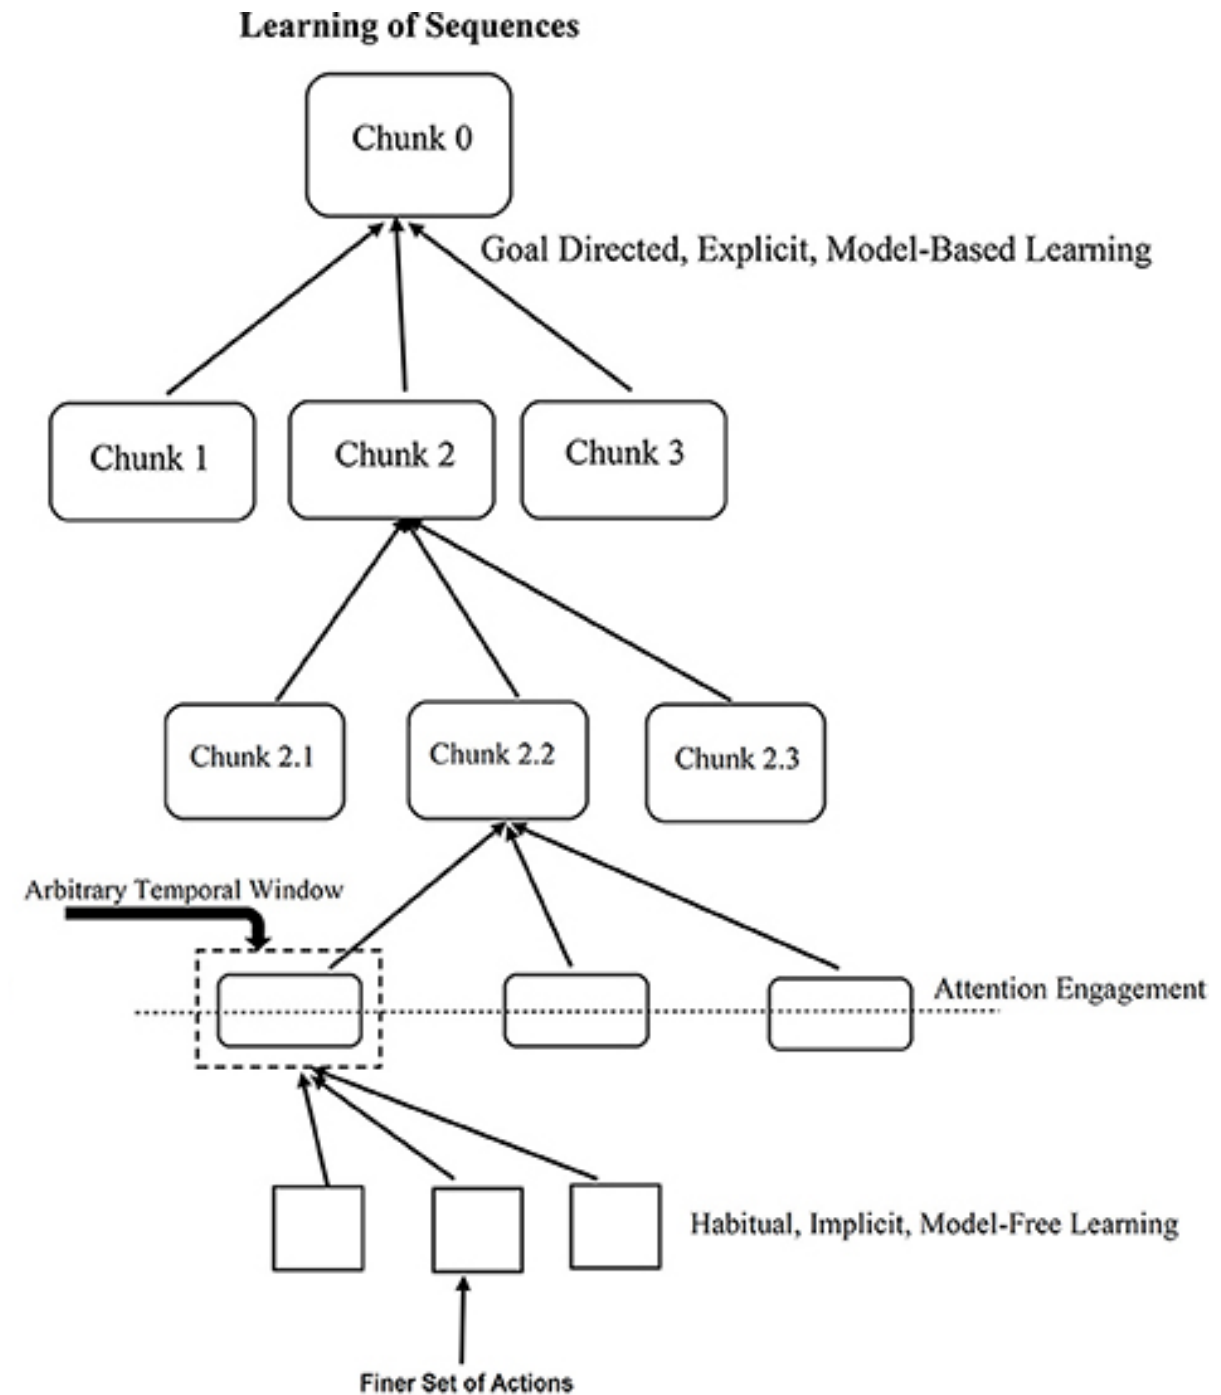 Learning of Sequences
Chunk 0
Goal Directed, Explicit, Model-Based Learning
Chunk 1
Chunk 2
Chunk 3
Chunk 2.1
Chunk 2.2
Chunk 2.3
Arbitrary Temporal Window
Attention Engagement
Habitual, Implicit, Model-Free Learning
Finer Set of Actions